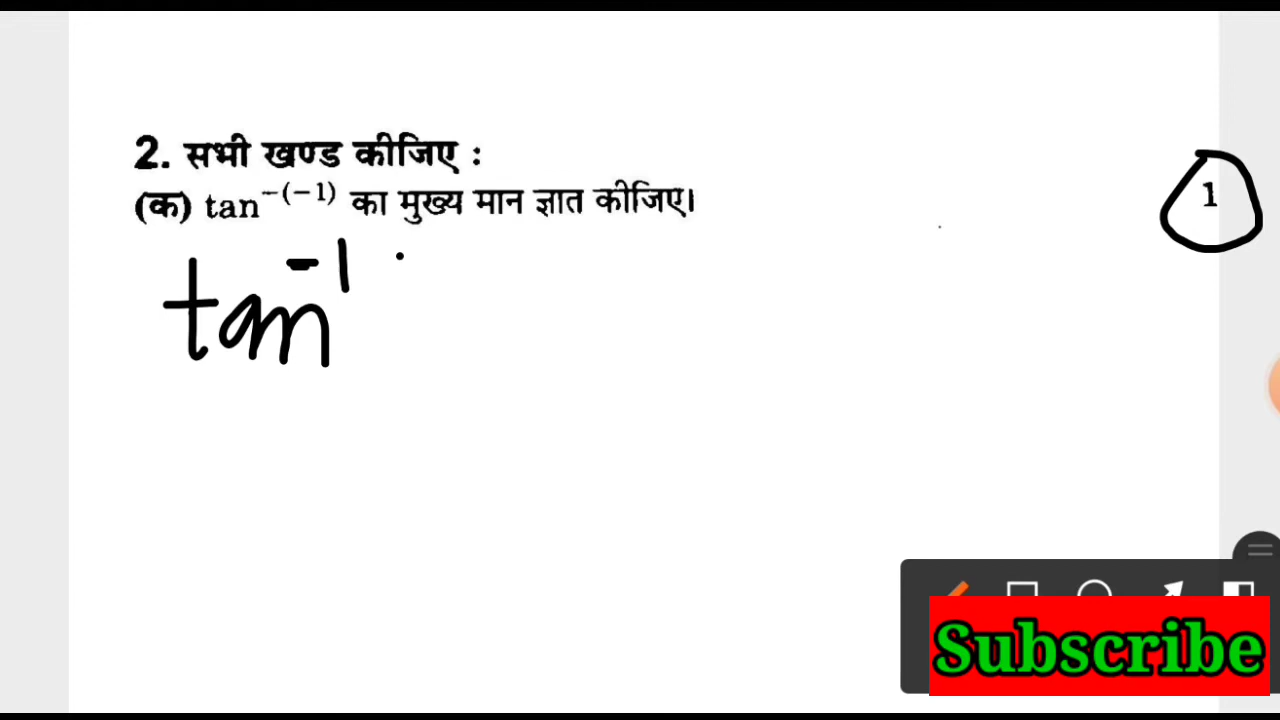 2. सभी खण्ड कीजिए :
(क) tan⁻⁽⁻¹⁾ का मुख्य मान ज्ञात कीजिए। 1
tan⁻¹
Subscribe